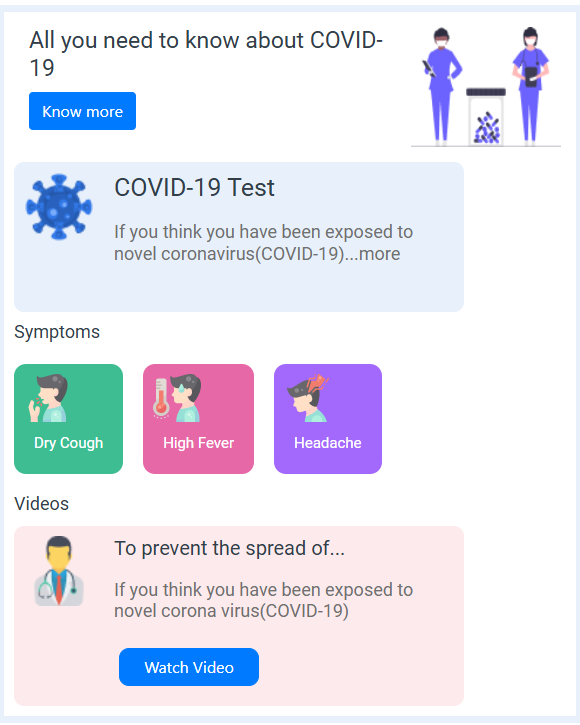 All you need to know about COVID-
19
Know more
COVID-19 Test
If you think you have been exposed to
novel coronavirus(COVID-19)...more
Symptoms
Dry Cough
High Fever
Headache
Videos
To prevent the spread of...
If you think you have been exposed to
novel corona virus(COVID-19)
Watch Video